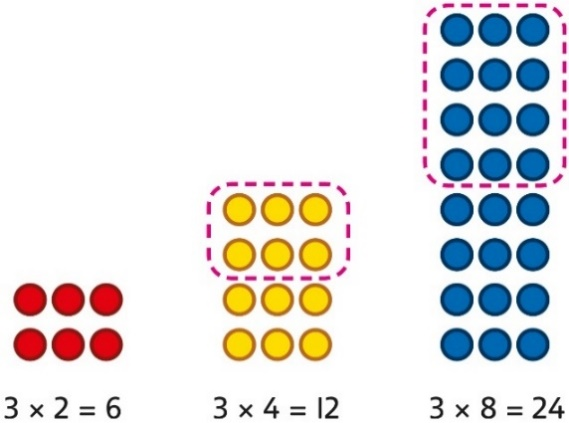 3 × 2 = 6
3 × 4 = 12
3 × 8 = 24